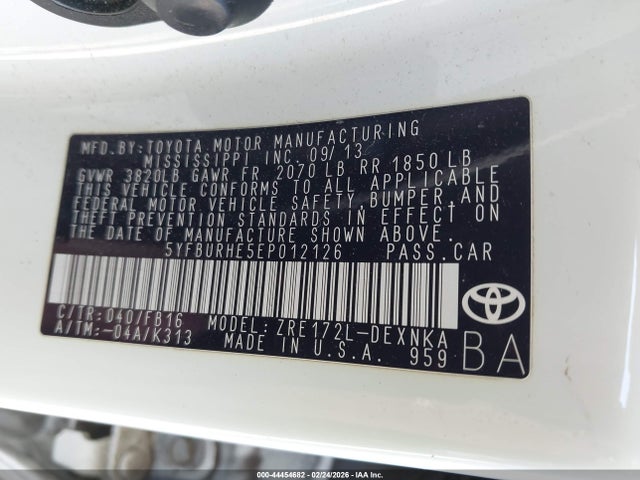 MFD. BY: TOYOTA MOTOR MANUFACTURING
MISSISSIPPI INC. 09/13
GVWR 3820LB GAWR FR 2070 LB RR 1850 LB
THIS VEHICLE CONFORMS TO ALL APPLICABLE
FEDERAL MOTOR VEHICLE SAFETY, BUMPER, AND
THEFT PREVENTION STANDARDS IN EFFECT ON
THE DATE OF MANUFACTURE SHOWN ABOVE.
5YFBURHE5EP012126 PASS.CAR
C/TR: 040/FB16 MODEL: ZRE172L-DEXNKA
A/TM: -04A/K313 MADE IN U.S.A. 959
BA
000-44454682 - 02/24/2026 - IAA Inc.